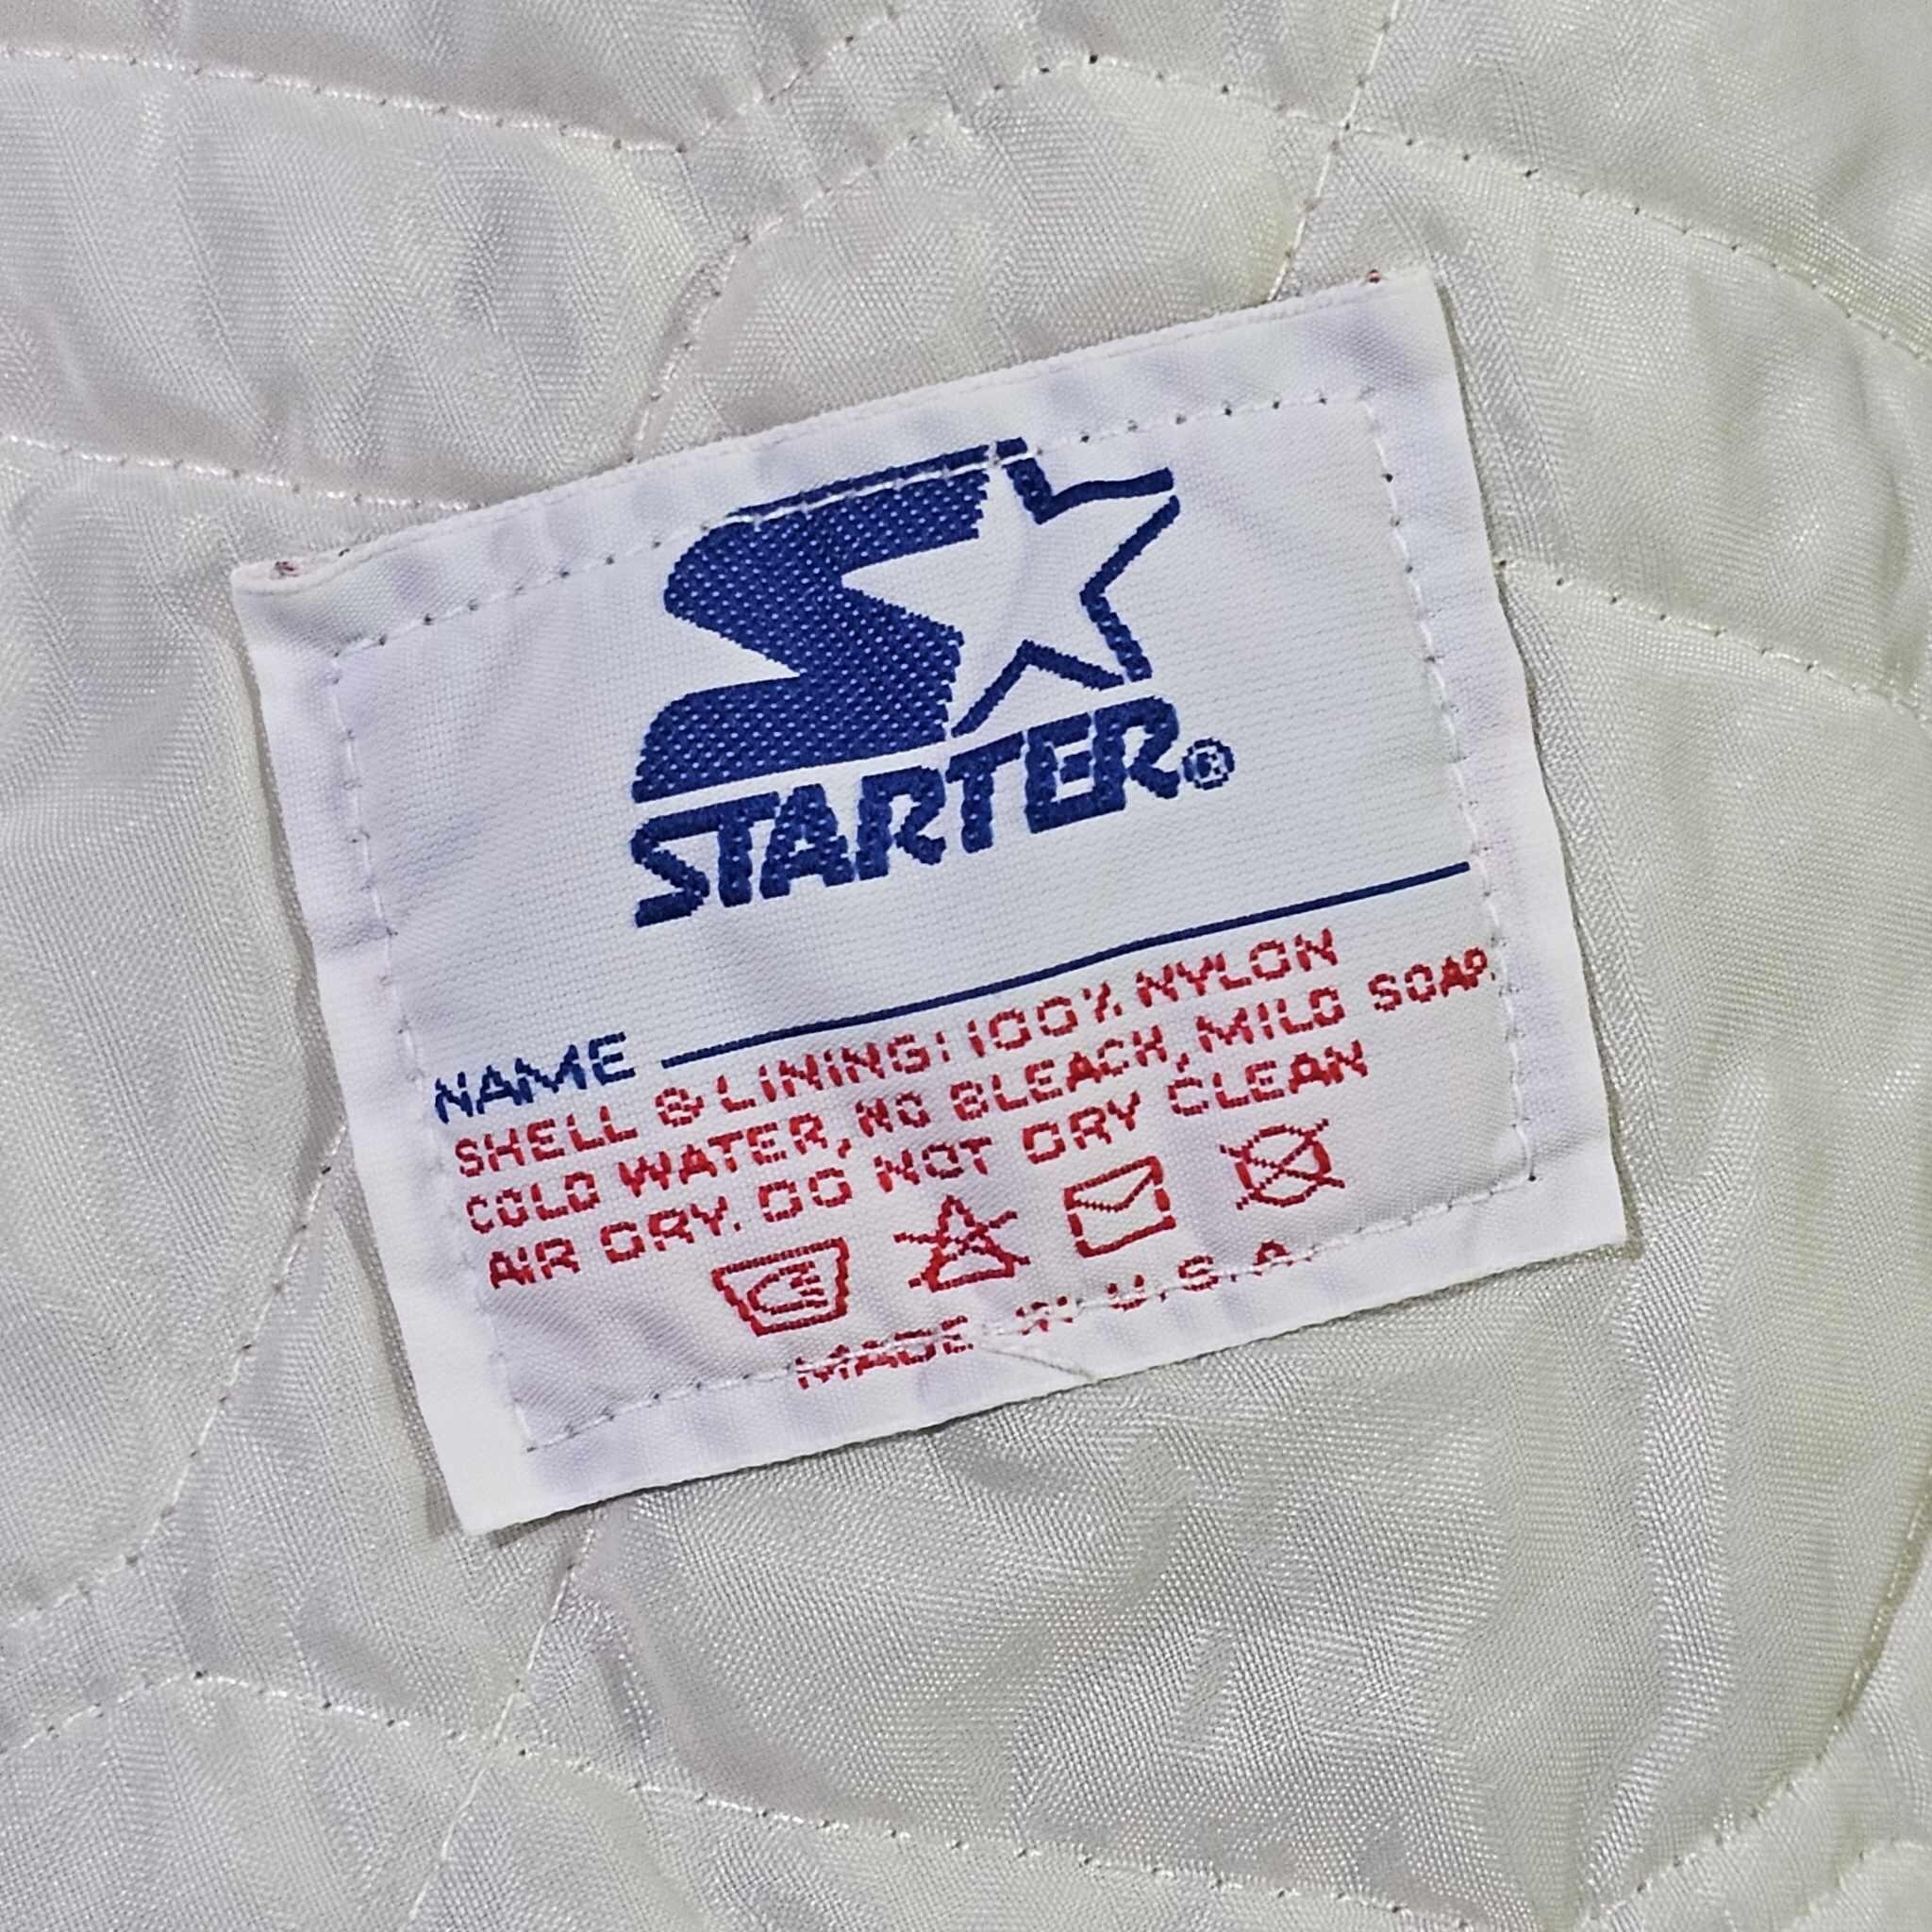 STARTER®
NAME
SHELL & LINING: 100% NYLON
COLD WATER, NO BLEACH, MILD SOAP,
AIR DRY. DO NOT DRY CLEAN
MADE IN U.S.A.